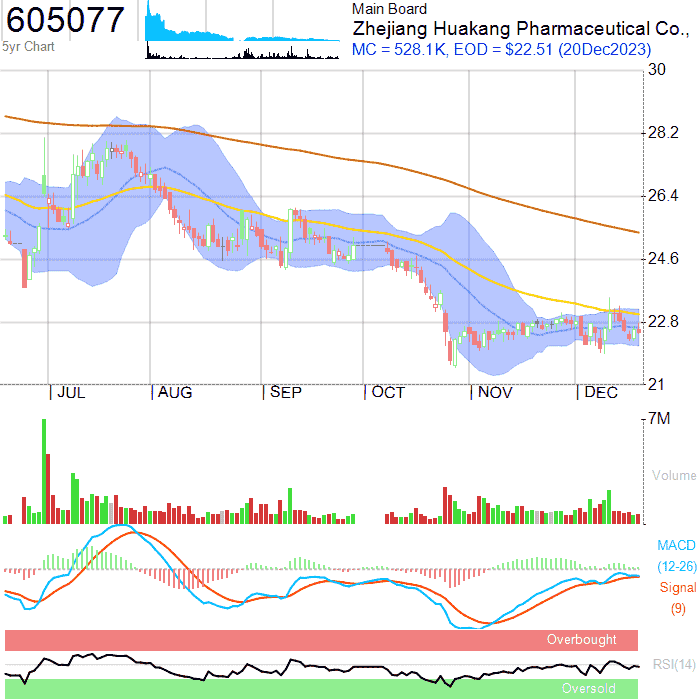 605077
5yr Chart
Main Board
Zhejiang Huakang Pharmaceutical Co.,
MC = 528.1K, EOD = $22.51 (20Dec2023)
30
28.2
26.4
24.6
22.8
21
JUL AUG SEP OCT NOV DEC
7M
Volume
MACD
(12-26)
Signal
(9)
Overbought
RSI(14)
Oversold